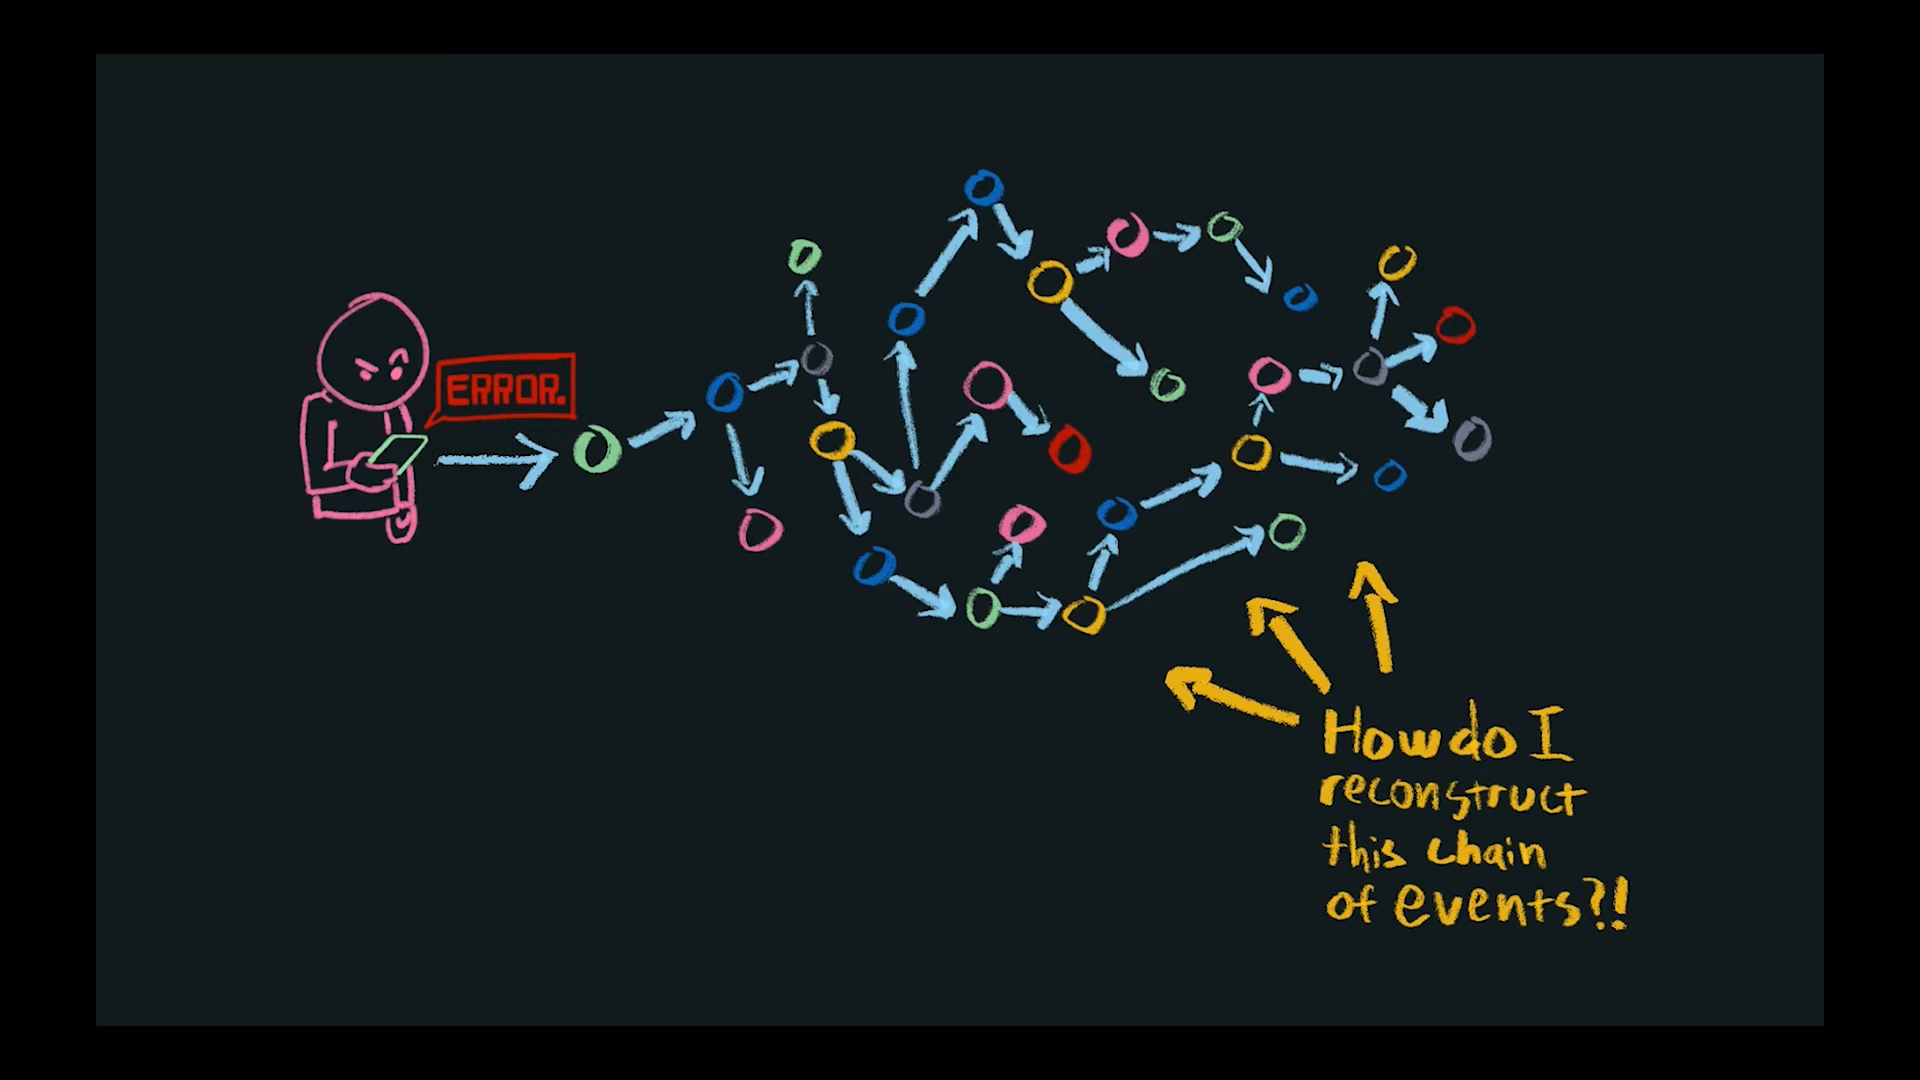 ERROR.
How do I
reconstruct
this chain
of events?!